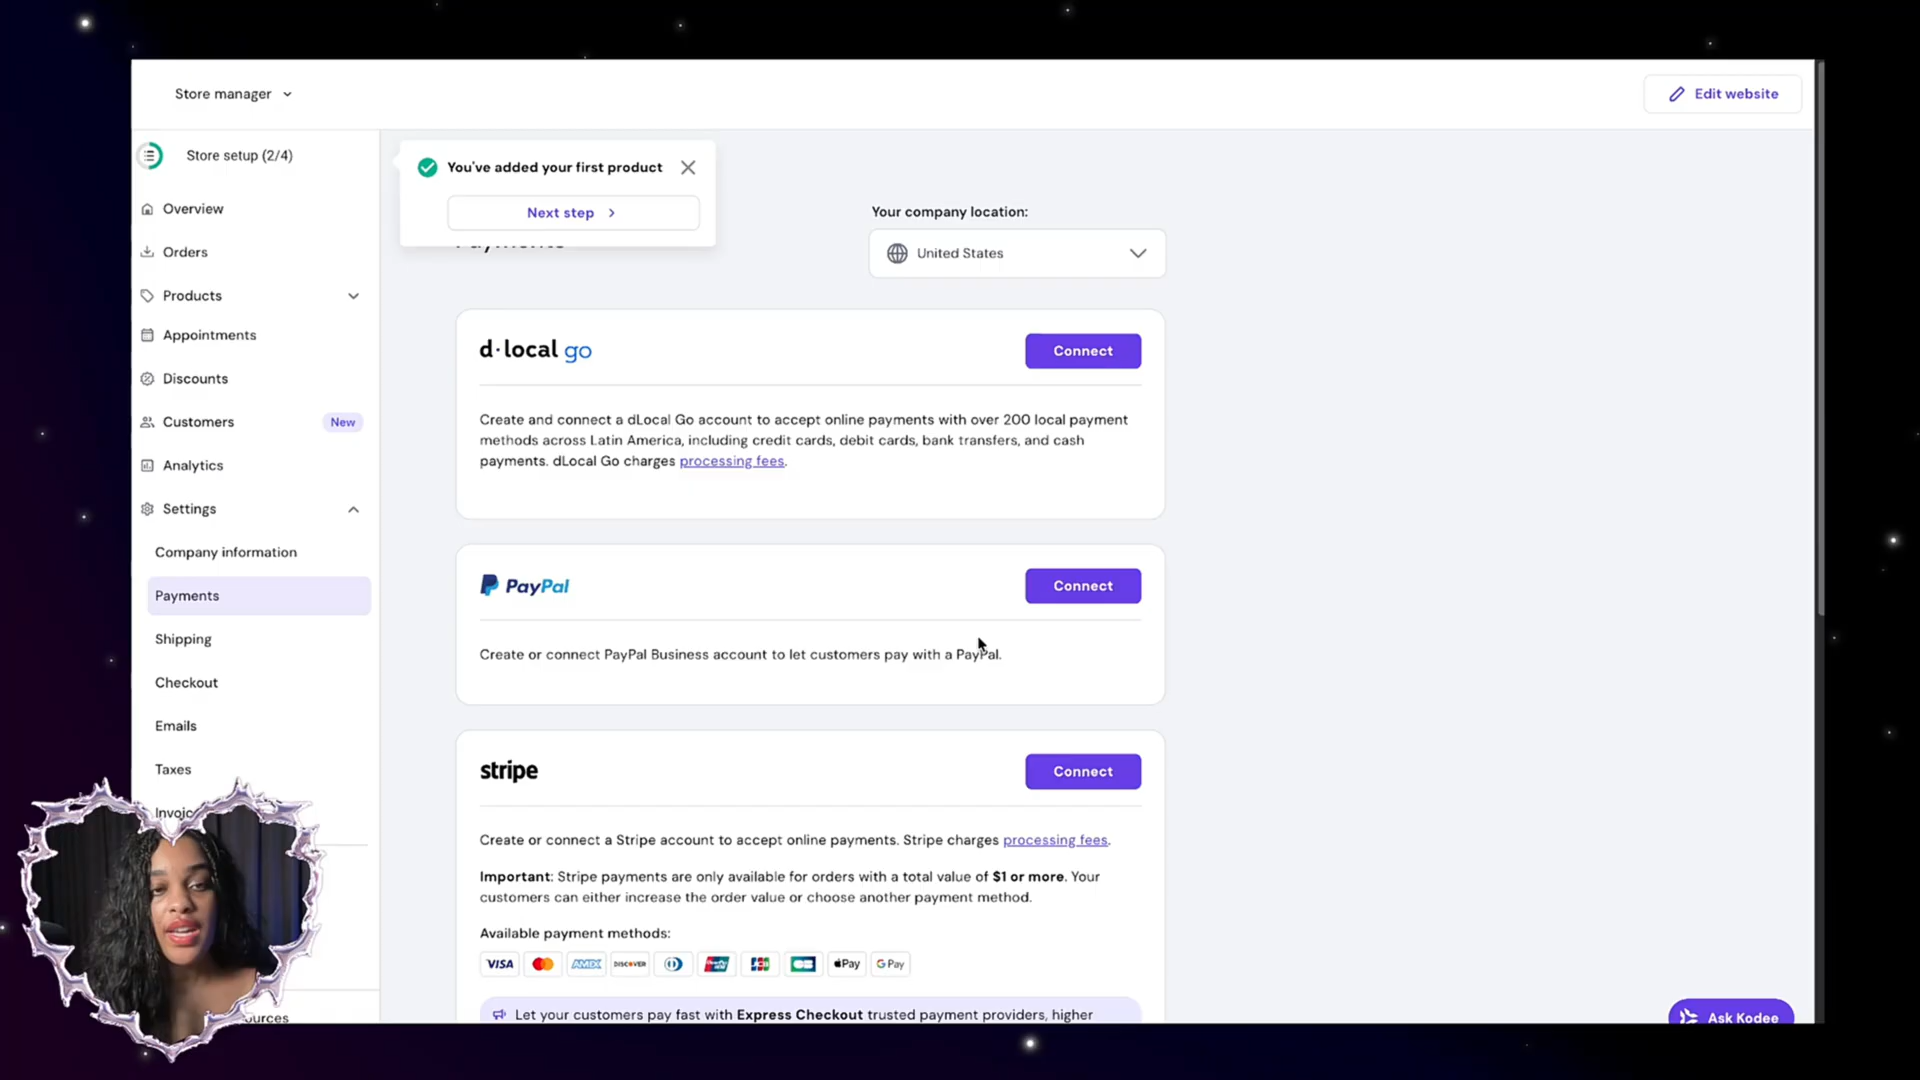 Store manager
Edit website
Store setup (2/4)
Overview
Orders
Products
Appointments
Discounts
Customers New
Analytics
Settings
Company information
Payments
Shipping
Checkout
Emails
Taxes
You've added your first product
Next step
Your company location:
United States
d·local go
Connect
Create and connect a dLocal Go account to accept online payments with over 200 local payment
methods across Latin America, including credit cards, debit cards, bank transfers, and cash
payments. dLocal Go charges processing fees.
PayPal
Connect
Create or connect PayPal Business account to let customers pay with a PayPal.
stripe
Connect
Create or connect a Stripe account to accept online payments. Stripe charges processing fees.
Important: Stripe payments are only available for orders with a total value of $1 or more. Your
customers can either increase the order value or choose another payment method.
Available payment methods:
VISA AMEX DISCOVER JCB Pay G Pay
Let your customers pay fast with Express Checkout trusted payment providers, higher
Ask Kodee